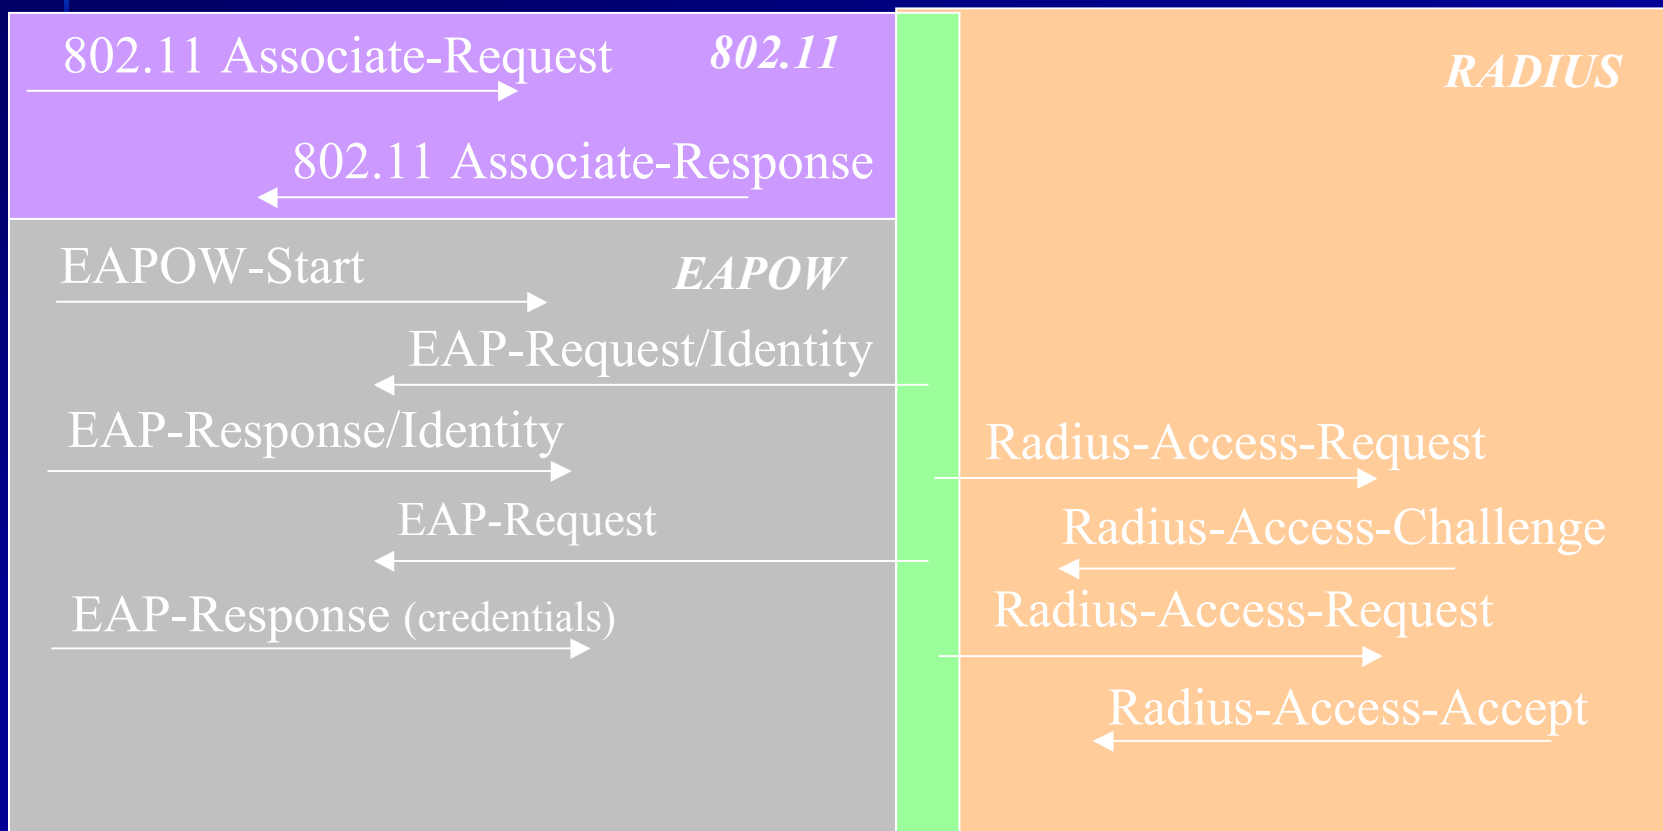 802.11 Associate-Request
802.11
RADIUS
802.11 Associate-Response
EAPOW-Start
EAPOW
EAP-Request/Identity
EAP-Response/Identity
Radius-Access-Request
EAP-Request
Radius-Access-Challenge
EAP-Response (credentials)
Radius-Access-Request
Radius-Access-Accept